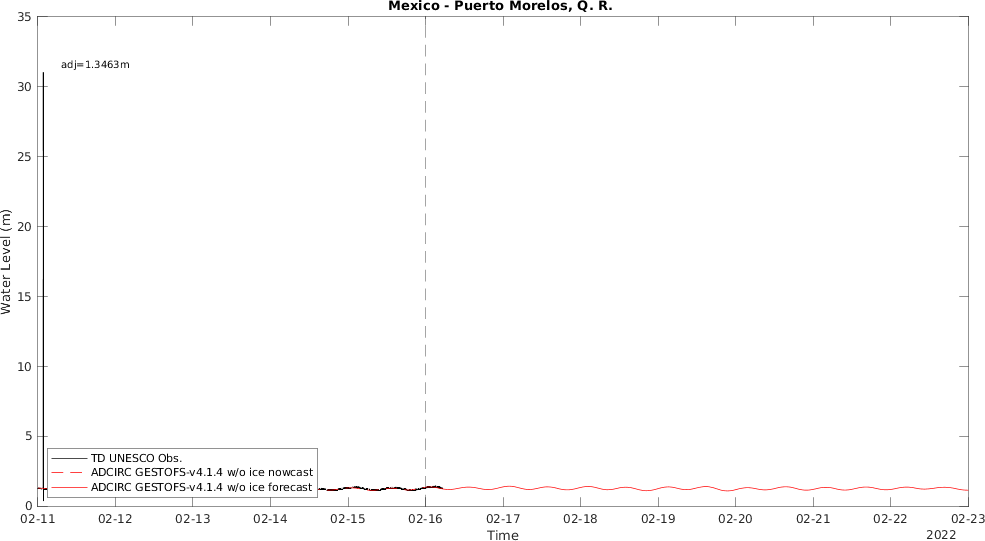 Mexico - Puerto Morelos, Q. R.
35
adj=1.3463m
30
25
20
15
10
5
0
Water Level (m)
TD UNESCO Obs.
ADCIRC GESTOFS-v4.1.4 w/o ice nowcast
ADCIRC GESTOFS-v4.1.4 w/o ice forecast
02-11 02-12 02-13 02-14 02-15 02-16 02-17 02-18 02-19 02-20 02-21 02-22 02-23
Time
2022